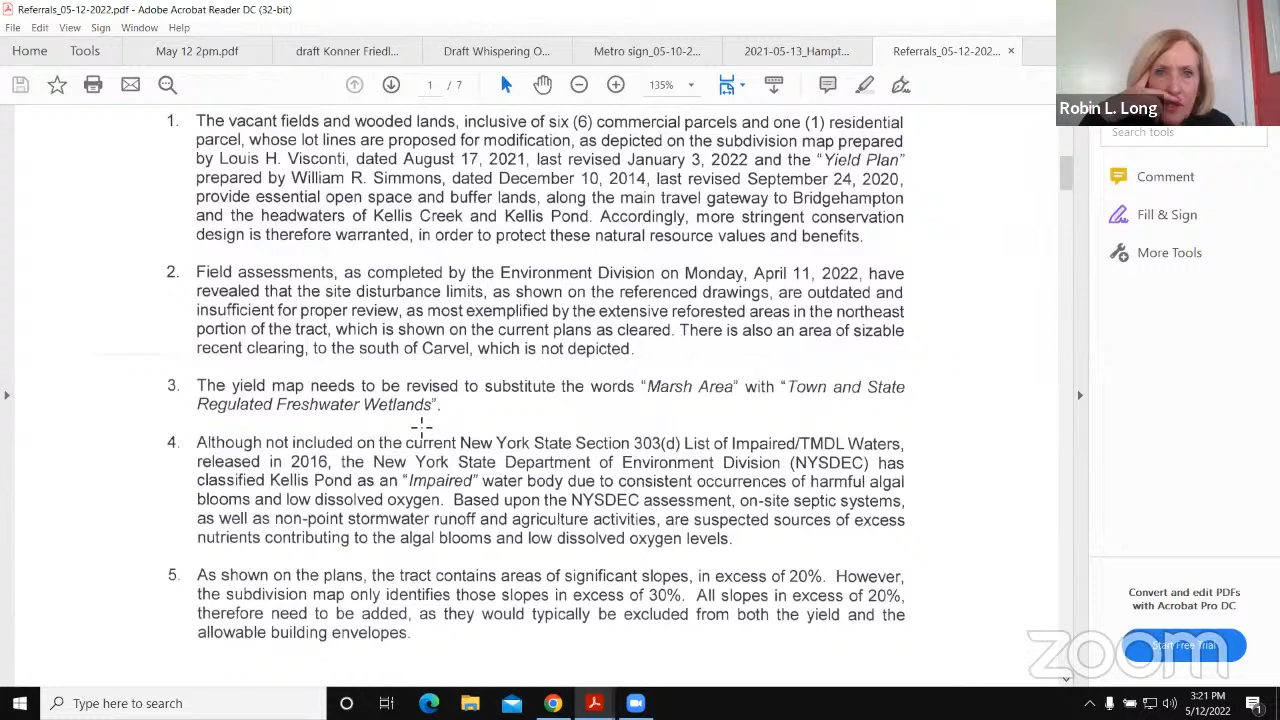 Referrals_05-12-2022.pdf - Adobe Acrobat Reader DC (32-bit)
File Edit View Sign Window Help
Home Tools May 12 2pm.pdf draft Konner Friedl... Draft Whispering O... Metro sign_05-10-2... 2021-05-13_Hampt... Referrals_05-12-202... ×
1 / 7 135%
Robin L. Long
Search tools
Comment
Fill & Sign
More Tools
1. The vacant fields and wooded lands, inclusive of six (6) commercial parcels and one (1) residential
parcel, whose lot lines are proposed for modification, as depicted on the subdivision map prepared
by Louis H. Visconti, dated August 17, 2021, last revised January 3, 2022 and the “Yield Plan”
prepared by William R. Simmons, dated December 10, 2014, last revised September 24, 2020,
provide essential open space and buffer lands, along the main travel gateway to Bridgehampton
and the headwaters of Kellis Creek and Kellis Pond. Accordingly, more stringent conservation
design is therefore warranted, in order to protect these natural resource values and benefits.
2. Field assessments, as completed by the Environment Division on Monday, April 11, 2022, have
revealed that the site disturbance limits, as shown on the referenced drawings, are outdated and
insufficient for proper review, as most exemplified by the extensive reforested areas in the northeast
portion of the tract, which is shown on the current plans as cleared. There is also an area of sizable
recent clearing, to the south of Carvel, which is not depicted.
3. The yield map needs to be revised to substitute the words “Marsh Area” with “Town and State
Regulated Freshwater Wetlands”.
4. Although not included on the current New York State Section 303(d) List of Impaired/TMDL Waters,
released in 2016, the New York State Department of Environment Division (NYSDEC) has
classified Kellis Pond as an “Impaired” water body due to consistent occurrences of harmful algal
blooms and low dissolved oxygen. Based upon the NYSDEC assessment, on-site septic systems,
as well as non-point stormwater runoff and agriculture activities, are suspected sources of excess
nutrients contributing to the algal blooms and low dissolved oxygen levels.
5. As shown on the plans, the tract contains areas of significant slopes, in excess of 20%. However,
the subdivision map only identifies those slopes in excess of 30%. All slopes in excess of 20%,
therefore need to be added, as they would typically be excluded from both the yield and the
allowable building envelopes.
Convert and edit PDFs
with Acrobat Pro DC
Start Free Trial
zoom
Type here to search
3:21 PM
5/12/2022
1